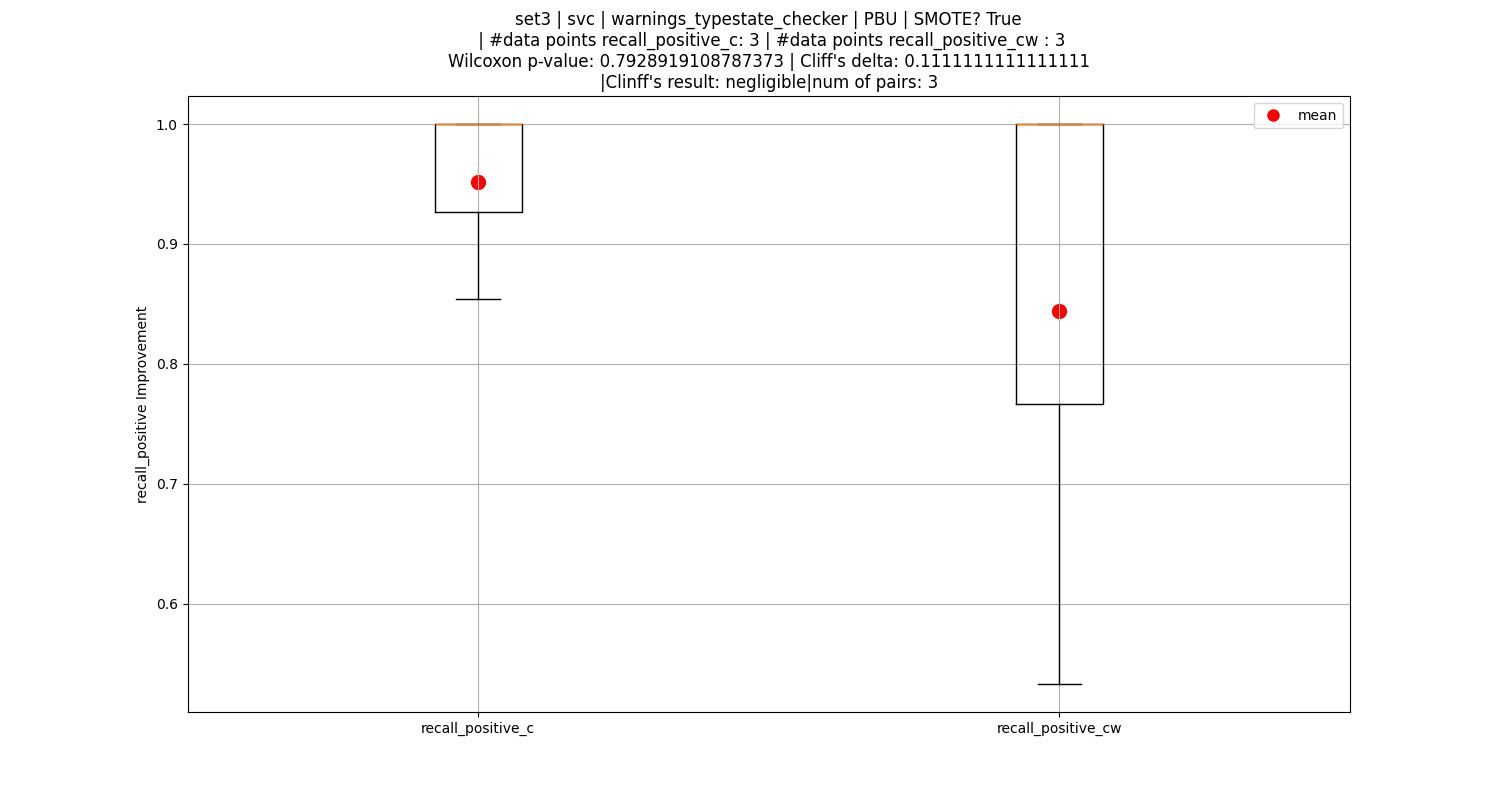 set3 | svc | warnings_typestate_checker | PBU | SMOTE? True
| #data points recall_positive_c: 3 | #data points recall_positive_cw : 3
Wilcoxon p-value: 0.7928919108787373 | Cliff's delta: 0.1111111111111111
|Clinff's result: negligible|num of pairs: 3
mean
1.0
0.9
0.8
0.7
0.6
recall_positive Improvement
recall_positive_c
recall_positive_cw